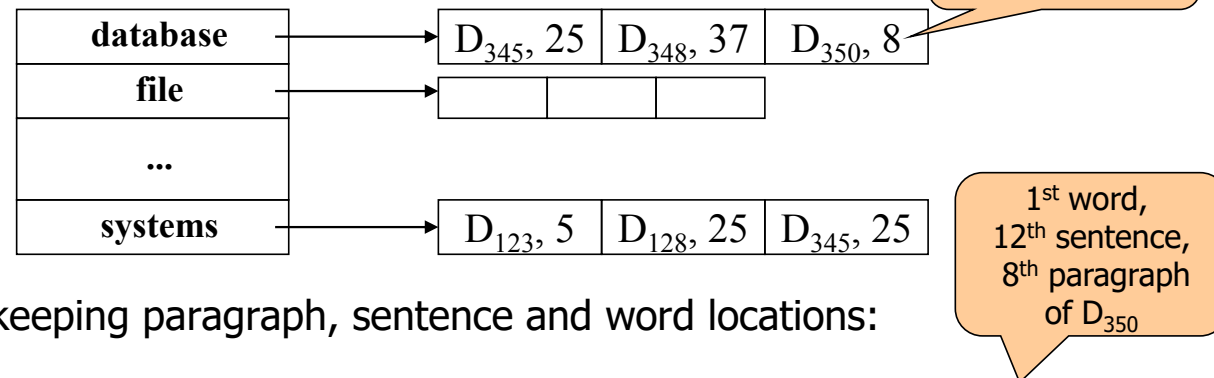 database D₃₄₅, 25 D₃₄₈, 37 D₃₅₀, 8
file
...
systems D₁₂₃, 5 D₁₂₈, 25 D₃₄₅, 25
1st word,
12th sentence,
8th paragraph
of D₃₅₀
keeping paragraph, sentence and word locations: